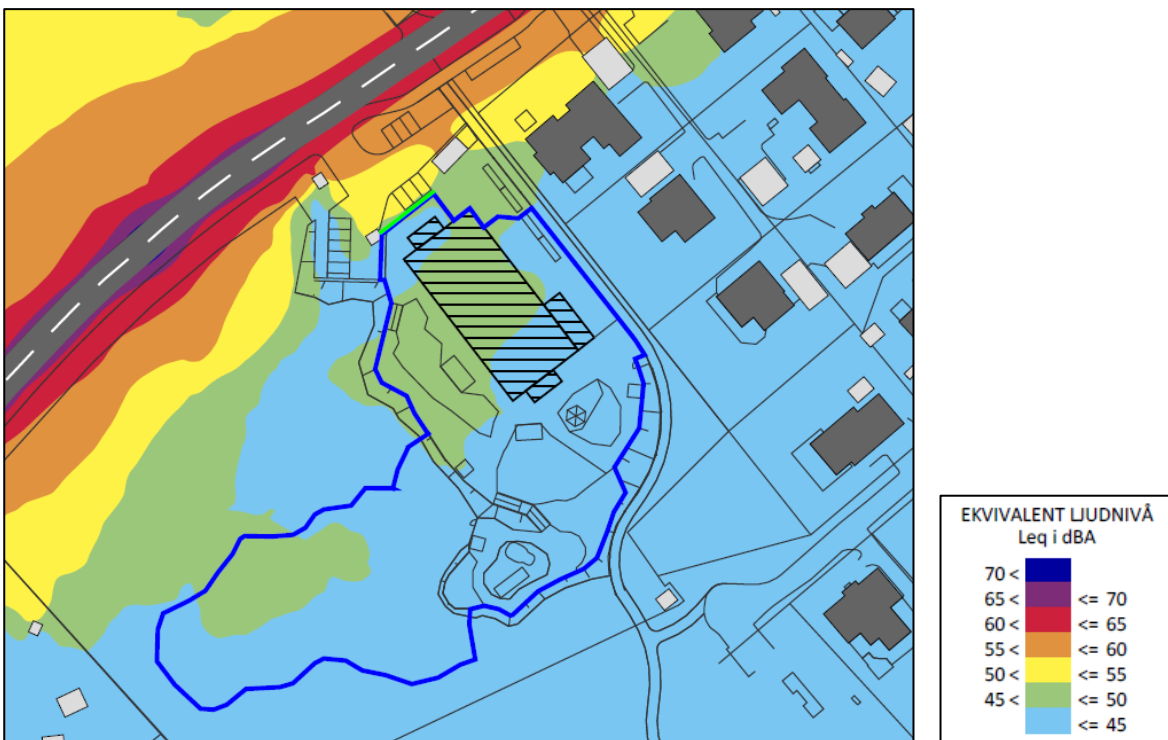 EKVIVALENT LJUDNIVÅ
Leq i dBA
70 <
65 < <= 70
60 < <= 65
55 < <= 60
50 < <= 55
45 < <= 50
<= 45